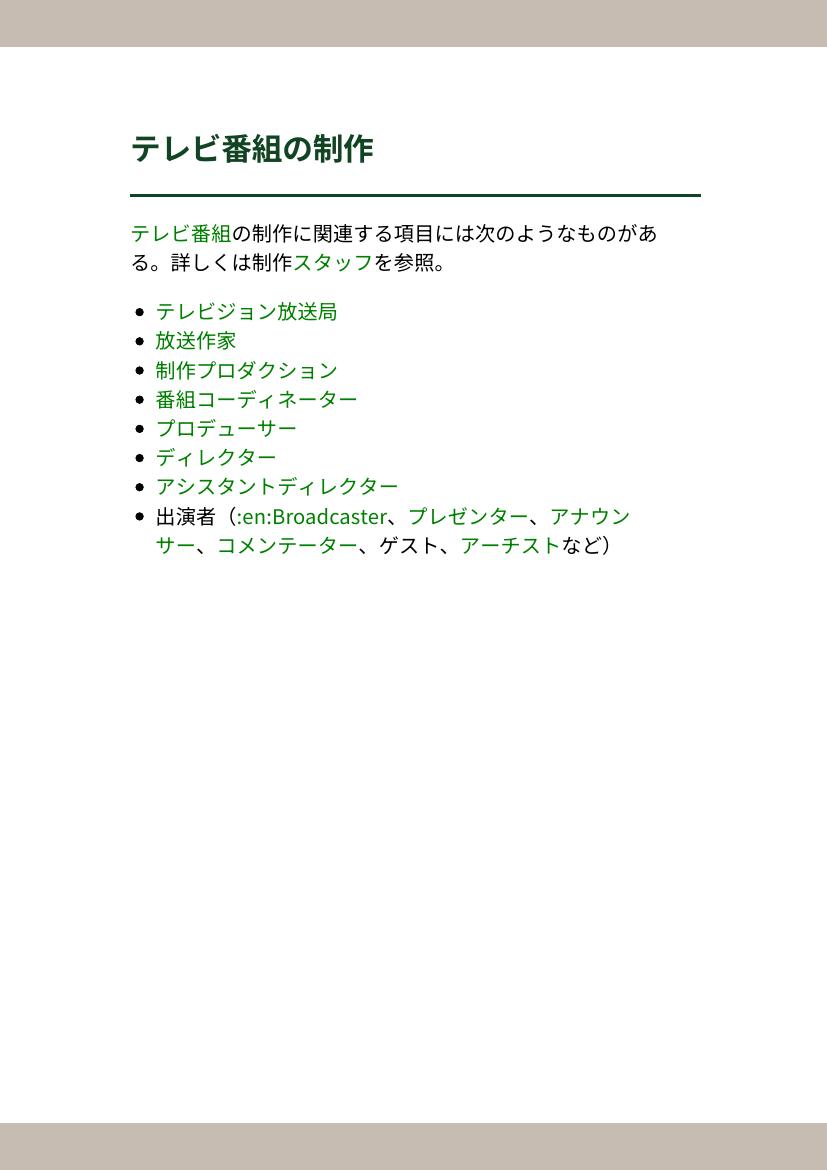 テレビ番組の制作
テレビ番組の制作に関連する項目には次のようなものがあ
る。詳しくは制作スタッフを参照。
テレビジョン放送局
放送作家
制作プロダクション
番組コーディネーター
プロデューサー
ディレクター
アシスタントディレクター
出演者（:en:Broadcaster、プレゼンター、アナウン
サー、コメンテーター、ゲスト、アーチストなど）